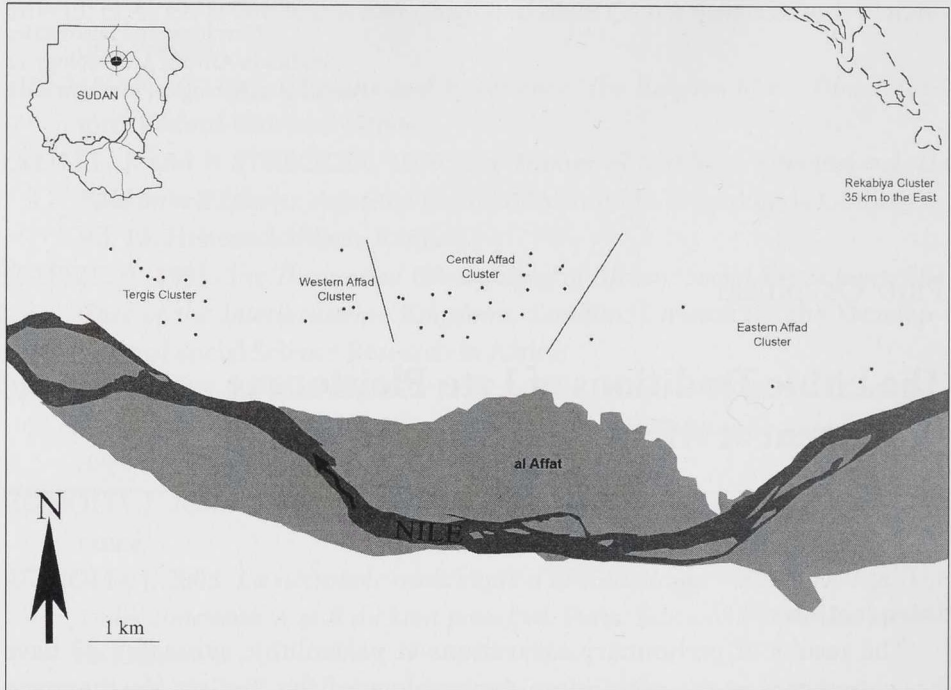 SUDAN
Rekabiya Cluster
35 km to the East
Central Affad
Cluster
Western Affad
Cluster
Tergis Cluster
Eastern Affad
Cluster
al Affat
N
NILE
1 km